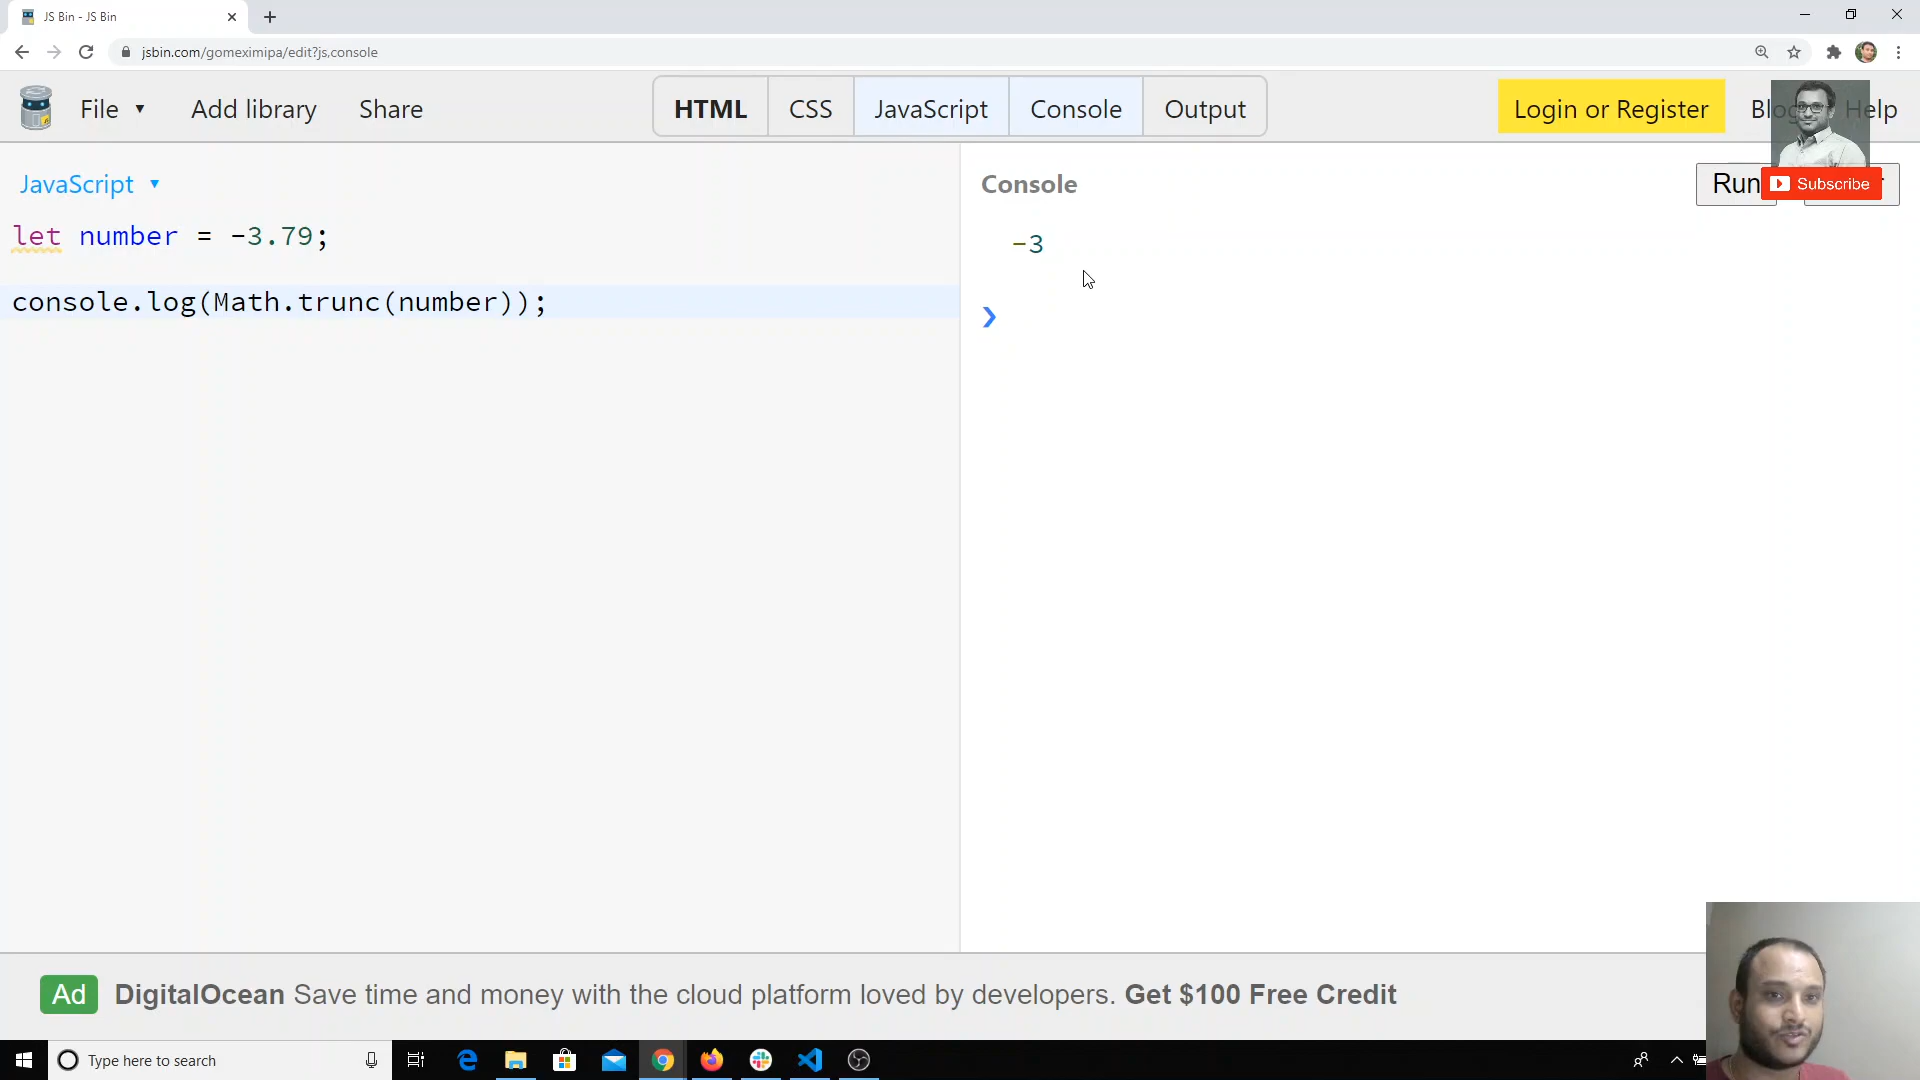 JS Bin - JS Bin
jsbin.com/gomeximipa/edit?js,console
File ▼ Add library Share HTML CSS JavaScript Console Output Login or Register Help
JavaScript ▼
let number = -3.79;
console.log(Math.trunc(number));
Console
Run
Subscribe
-3
Ad DigitalOcean Save time and money with the cloud platform loved by developers. Get $100 Free Credit
Type here to search